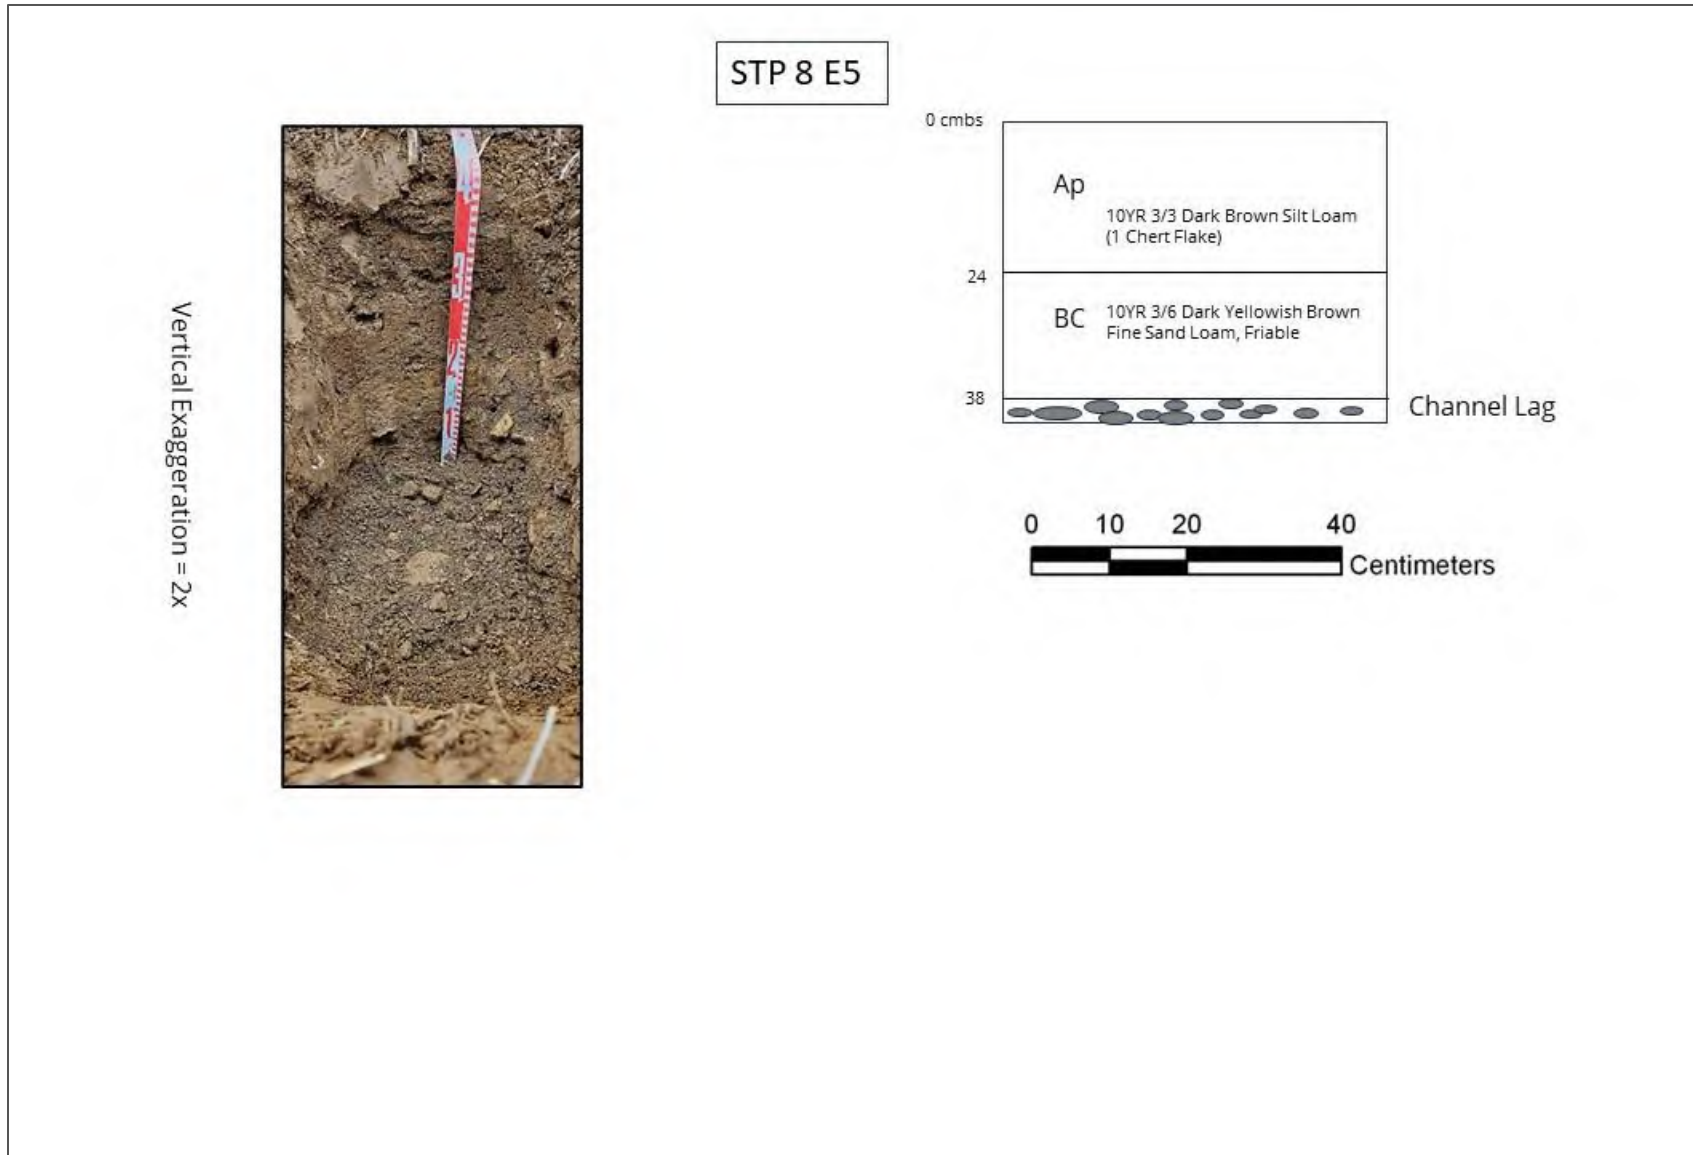 STP 8 E5
Vertical Exaggeration = 2x
0 cmbs
Ap
10YR 3/3 Dark Brown Silt Loam
(1 Chert Flake)
24
BC
10YR 3/6 Dark Yellowish Brown
Fine Sand Loam, Friable
38
Channel Lag
0 10 20 40
Centimeters